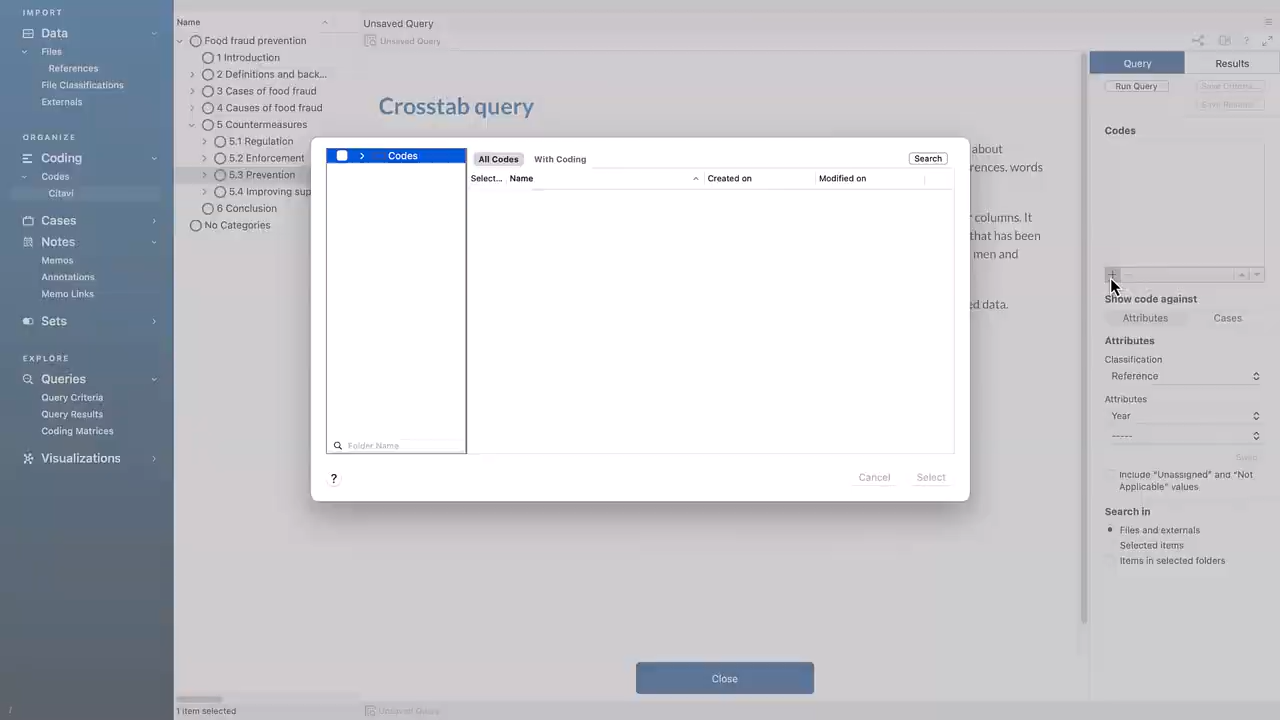 IMPORT
Data
Files
References
File Classifications
Externals
ORGANIZE
Coding
Codes
Citavi
Cases
Notes
Memos
Annotations
Memo Links
Sets
EXPLORE
Queries
Query Criteria
Query Results
Coding Matrices
Visualizations
Name
Food fraud prevention
1 Introduction
2 Definitions and back...
3 Cases of food fraud
4 Causes of food fraud
5 Countermeasures
5.1 Regulation
5.2 Enforcement
5.3 Prevention
5.4 Improving sup
6 Conclusion
No Categories
1 item selected
Unsaved Query
Unsaved Query
Crosstab query
about
rences, words
columns. It
that has been
men and
d data.
Codes
All Codes
With Coding
Search
Select...
Name
Created on
Modified on
Folder Name
?
Cancel
Select
Close
Unsaved Query
?
Query
Results
Run Query
Save Criteria...
Save Results...
Codes
Show code against
Attributes
Cases
Attributes
Classification
Reference
Attributes
Year
-----
Swap
Include "Unassigned" and "Not
Applicable" values
Search in
Files and externals
Selected items
Items in selected folders